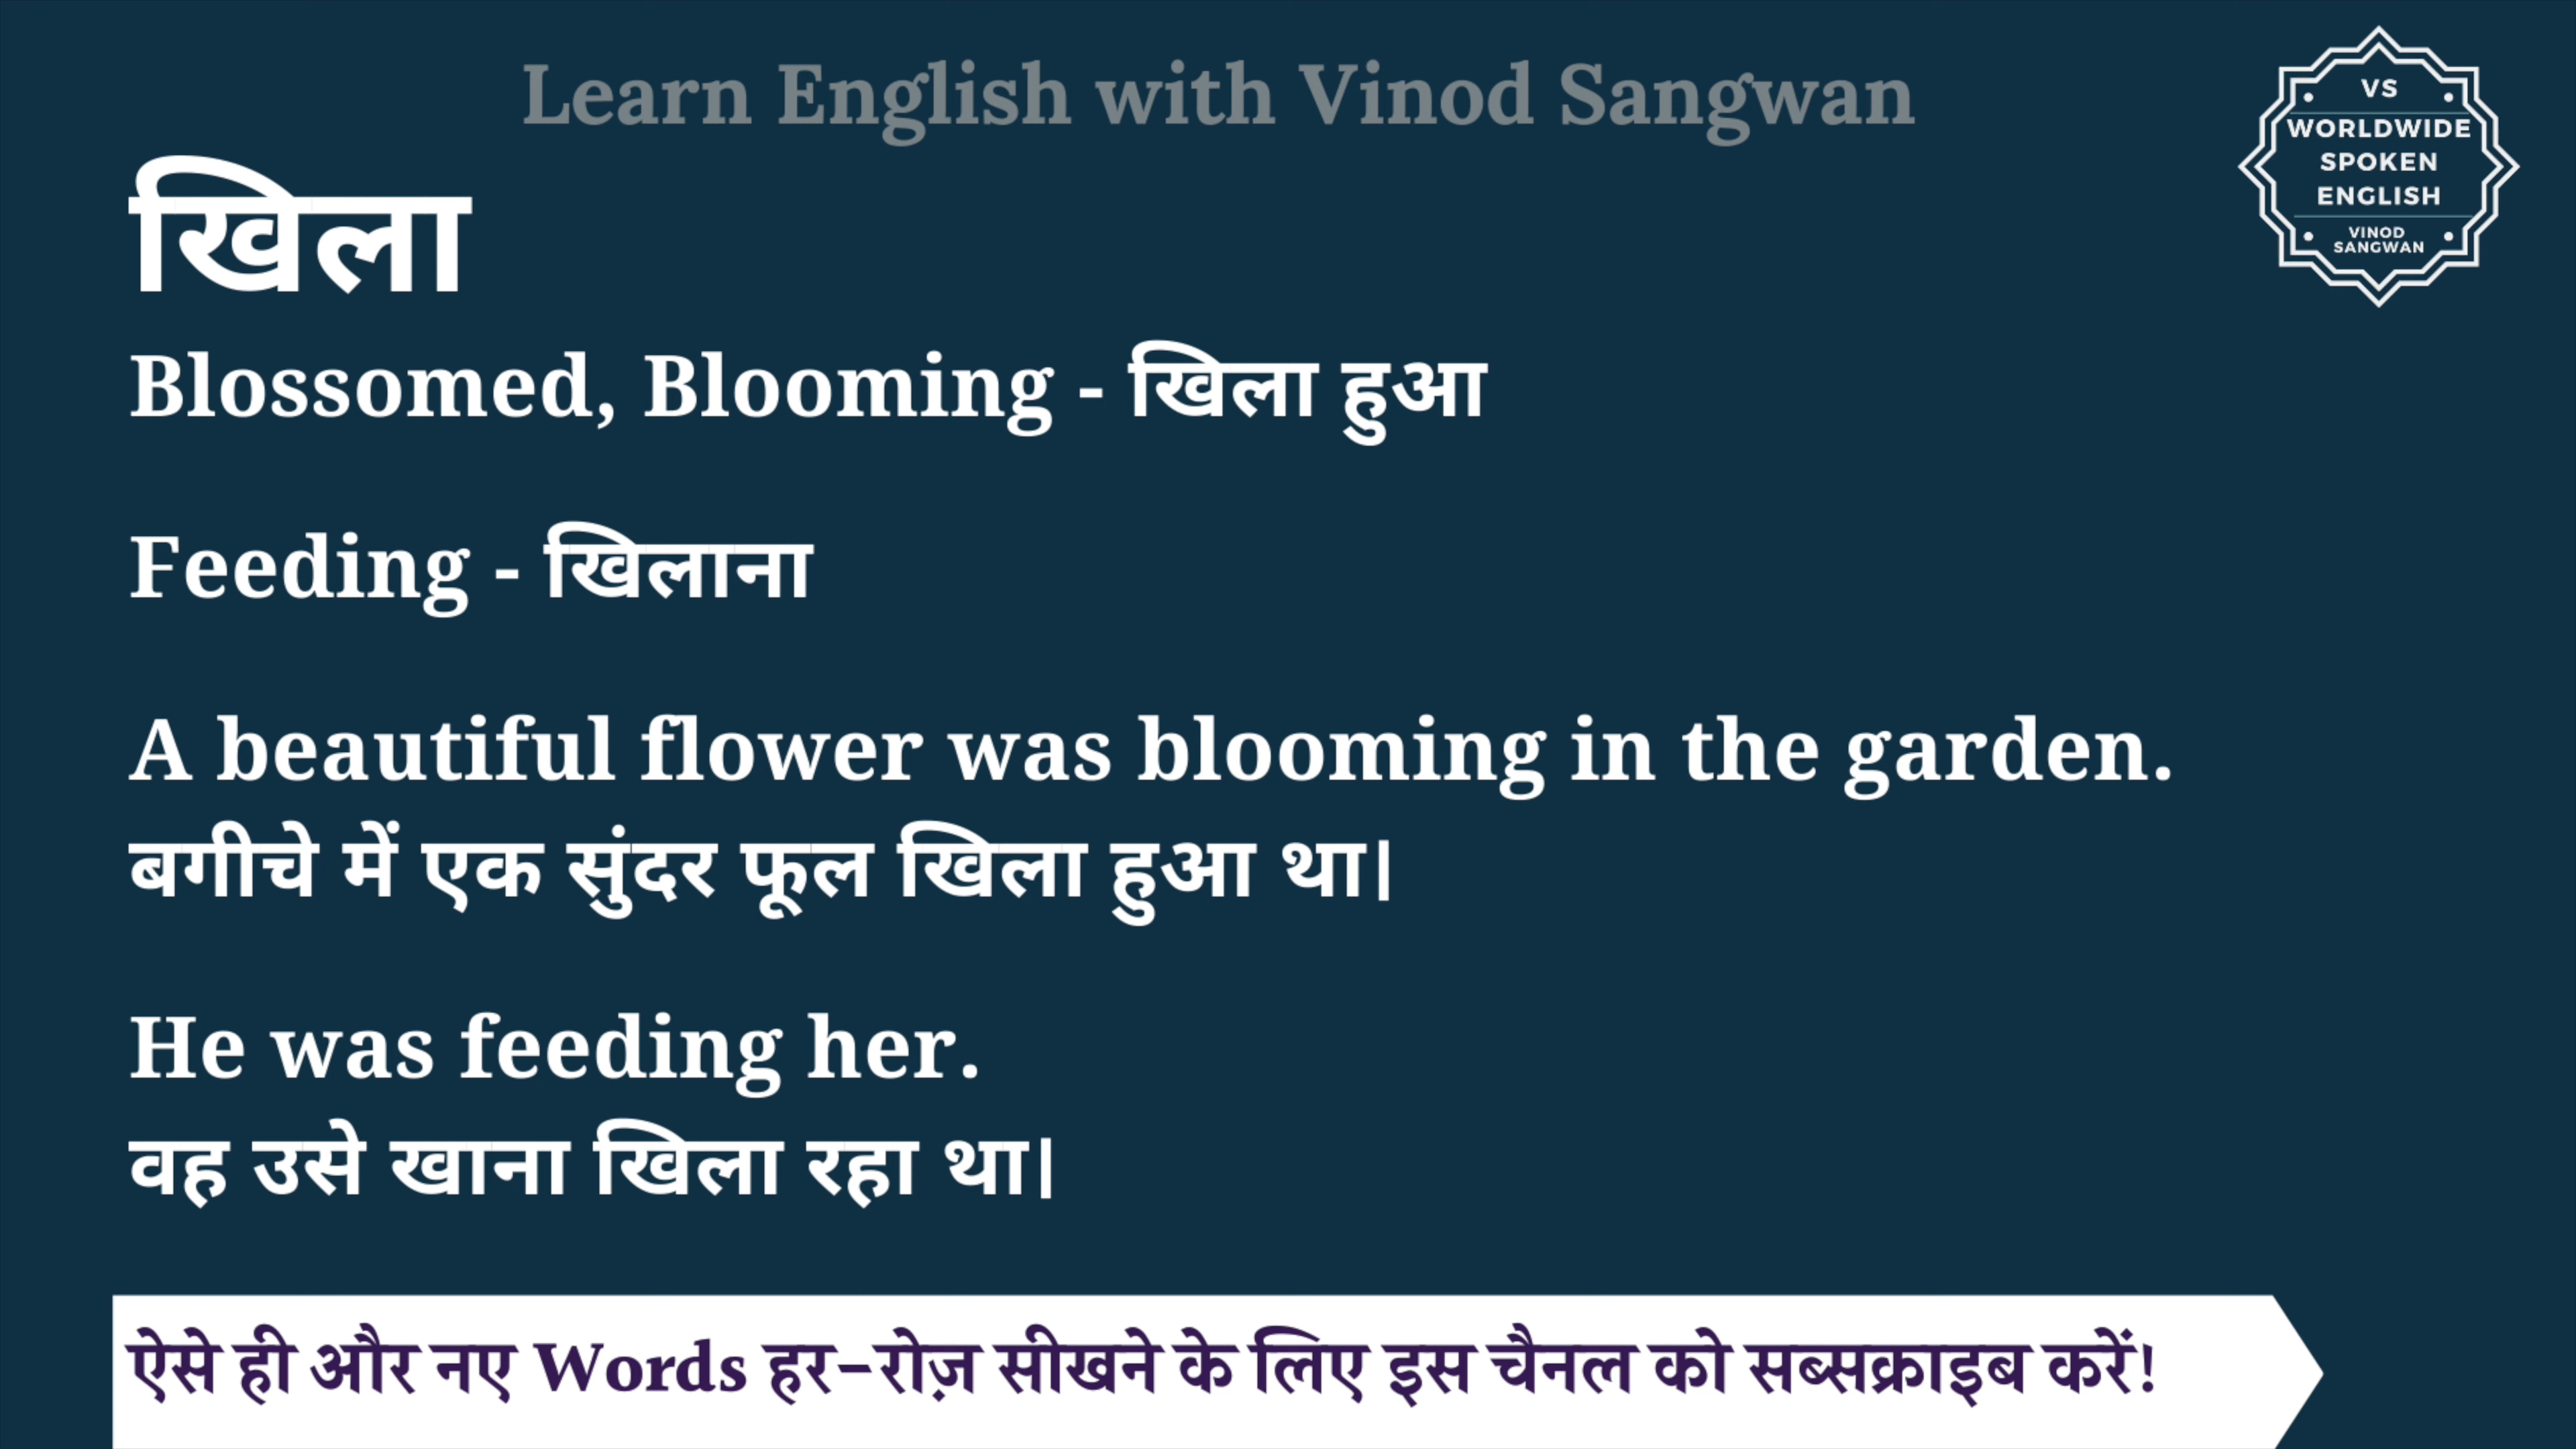 Learn English with Vinod Sangwan
VS
WORLDWIDE
SPOKEN
ENGLISH
VINOD
SANGWAN
खिला
Blossomed, Blooming - खिला हुआ
Feeding - खिलाना
A beautiful flower was blooming in the garden.
बगीचे में एक सुंदर फूल खिला हुआ था।
He was feeding her.
वह उसे खाना खिला रहा था।
ऐसे ही और नए Words हर-रोज़ सीखने के लिए इस चैनल को सब्सक्राइब करें!